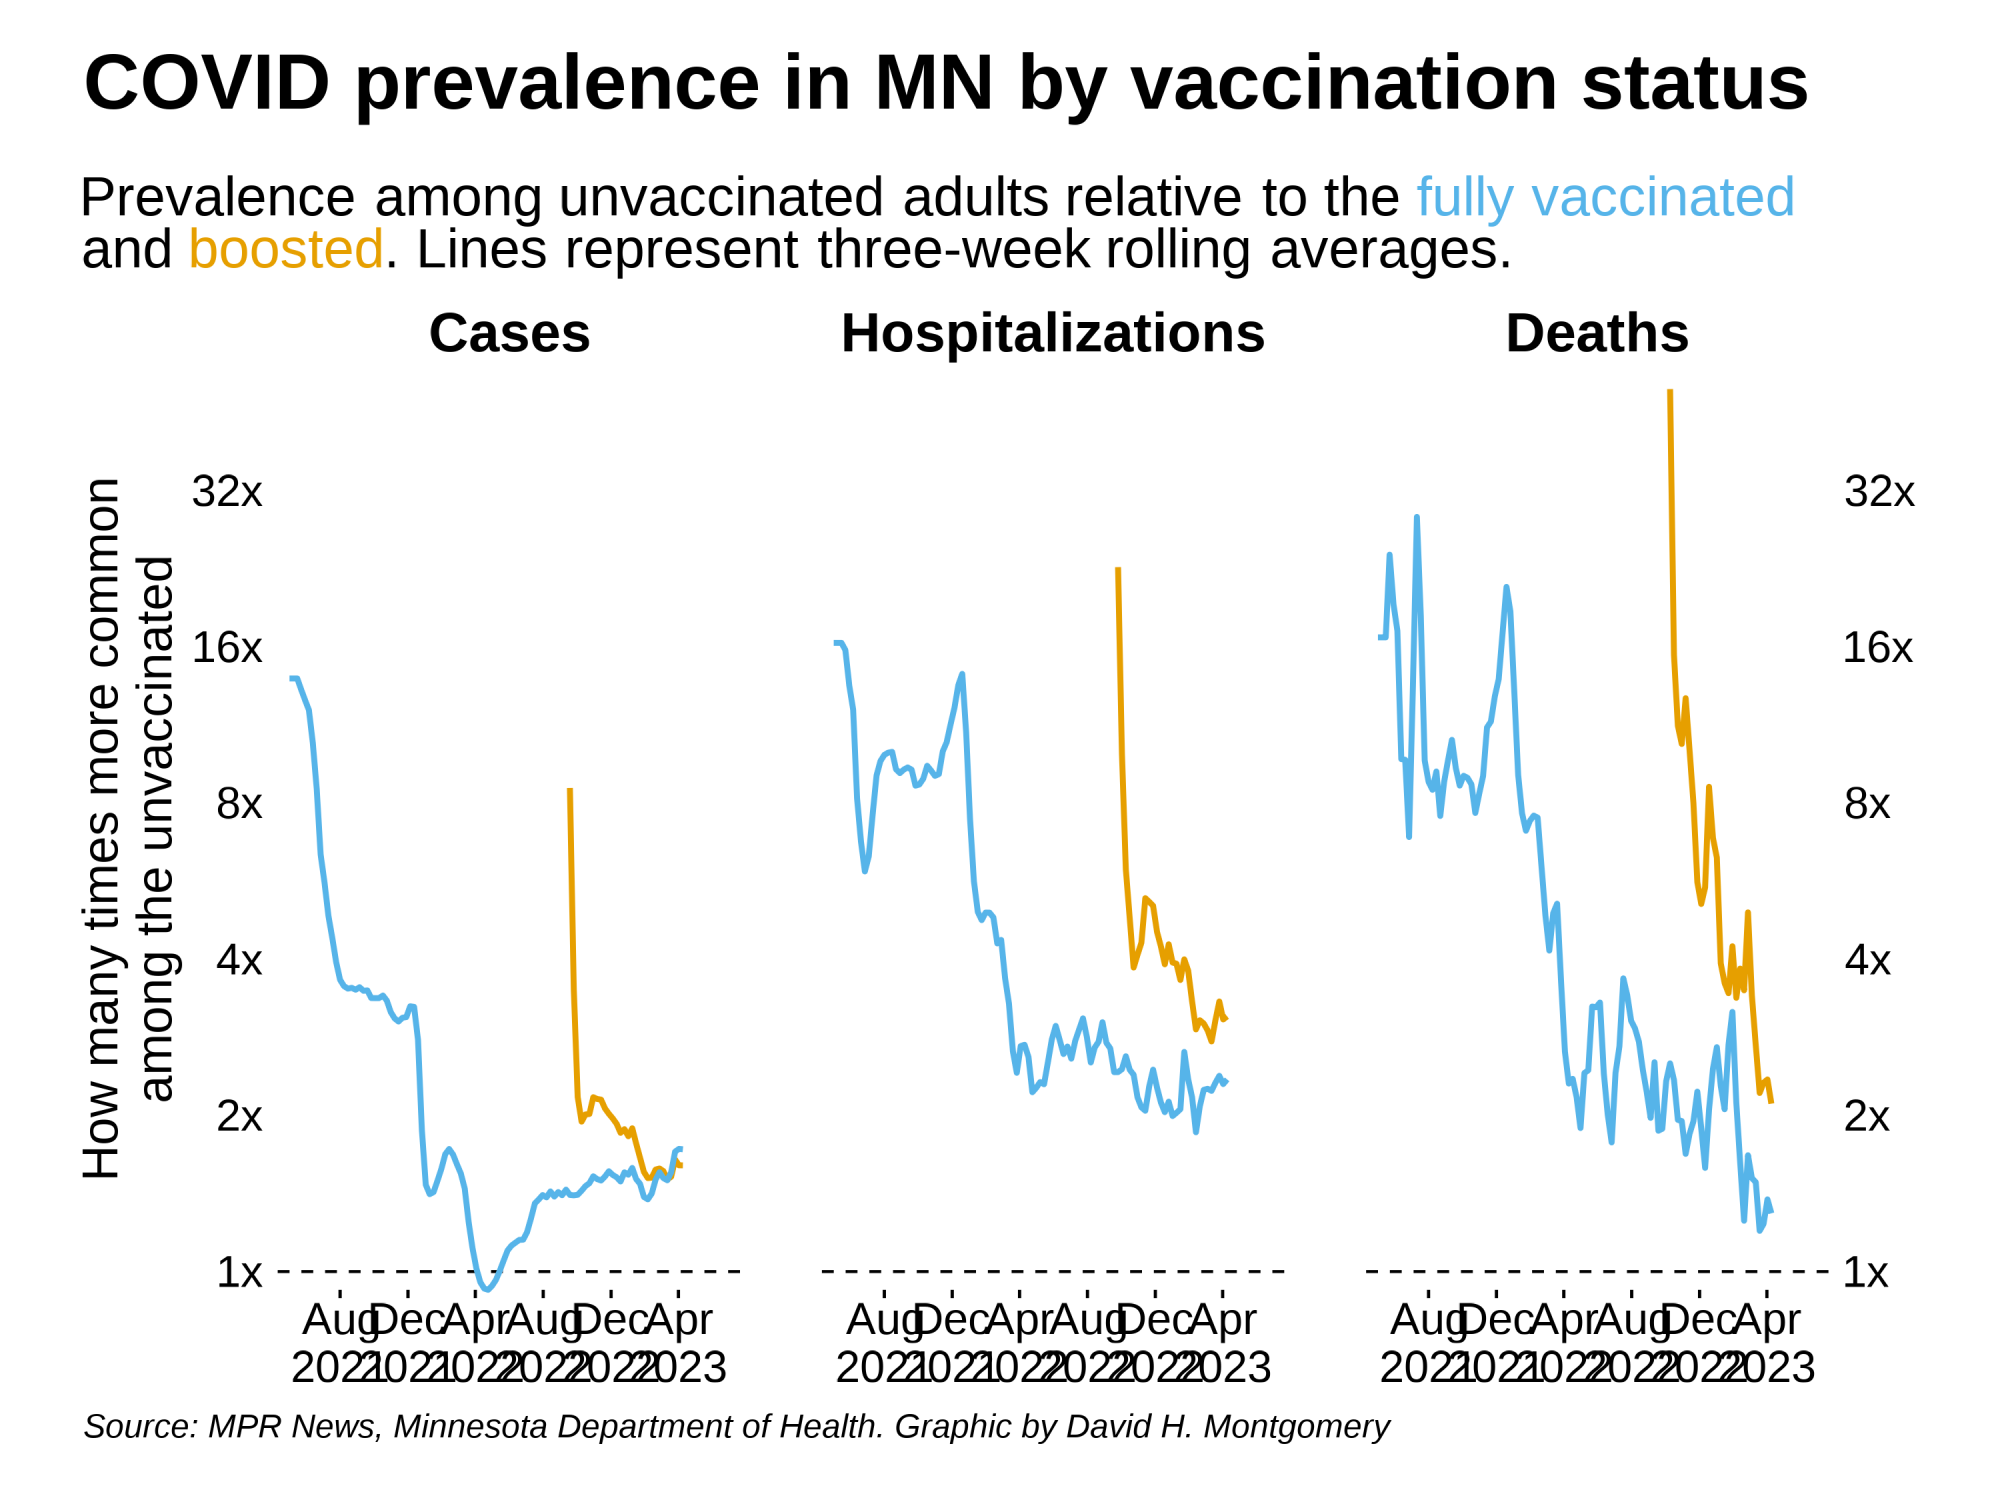 COVID prevalence in MN by vaccination status
Prevalence among unvaccinated adults relative to the fully vaccinated
and boosted. Lines represent three-week rolling averages.
Cases
Hospitalizations
Deaths
How many times more common
among the unvaccinated
32x
16x
8x
4x
2x
1x
32x
16x
8x
4x
2x
1x
Aug Dec Apr Aug Dec Apr
2021 2021 2022 2022 2022 2023
Aug Dec Apr Aug Dec Apr
2021 2021 2022 2022 2022 2023
Aug Dec Apr Aug Dec Apr
2021 2021 2022 2022 2022 2023
Source: MPR News, Minnesota Department of Health. Graphic by David H. Montgomery